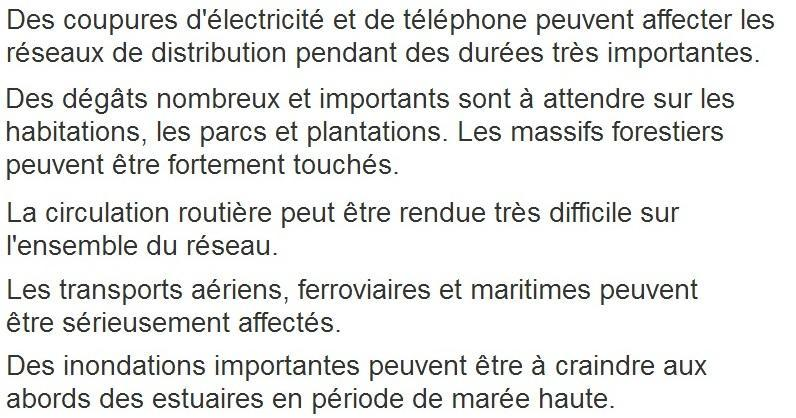 Des coupures d'électricité et de téléphone peuvent affecter les
réseaux de distribution pendant des durées très importantes.
Des dégâts nombreux et importants sont à attendre sur les
habitations, les parcs et plantations. Les massifs forestiers
peuvent être fortement touchés.
La circulation routière peut être rendue très difficile sur
l'ensemble du réseau.
Les transports aériens, ferroviaires et maritimes peuvent
être sérieusement affectés.
Des inondations importantes peuvent être à craindre aux
abords des estuaires en période de marée haute.